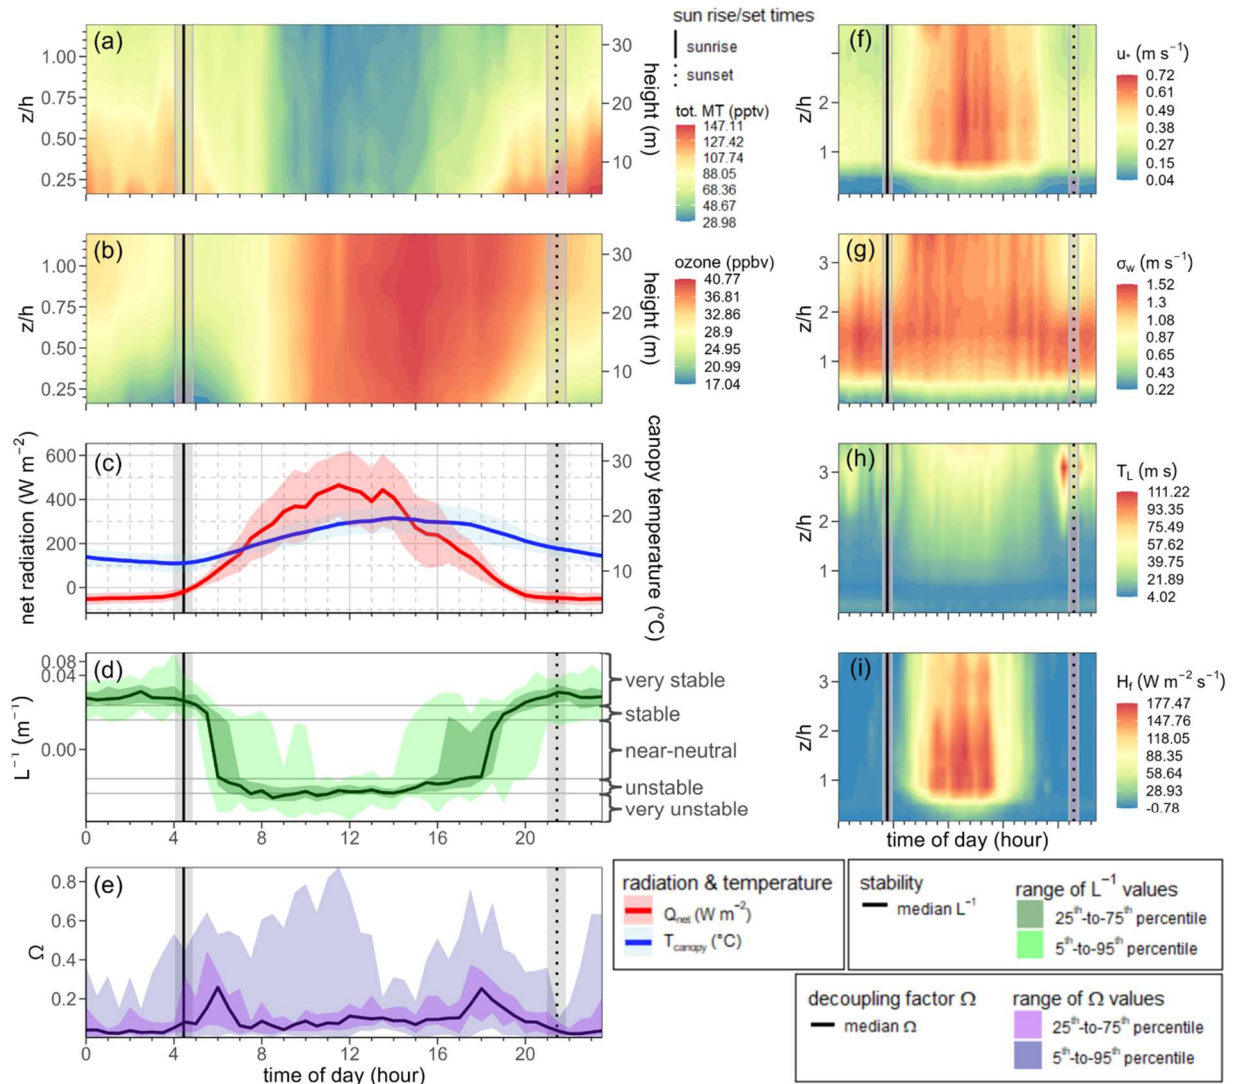 (a)
1.00
0.75
0.50
0.25
z/h
30
20
10
height (m)
sun rise/set times
sunrise
sunset
tot. MT (pptv)
147.11
127.42
107.74
88.05
68.36
48.67
28.98
(f)
2
1
z/h
u* (m s⁻¹)
0.72
0.61
0.49
0.38
0.27
0.15
0.04
(b)
1.00
0.75
0.50
0.25
z/h
30
20
10
height (m)
ozone (ppbv)
40.77
36.81
32.86
28.9
24.95
20.99
17.04
(g)
3
2
1
z/h
σw (m s⁻¹)
1.52
1.3
1.08
0.87
0.65
0.43
0.22
(c)
600
400
200
0
net radiation (W m⁻²)
30
20
10
canopy temperature (°C)
(h)
3
2
1
z/h
TL (m s)
111.22
93.35
75.49
57.62
39.75
21.89
4.02
(d)
0.08
0.04
0.00
L⁻¹ (m⁻¹)
very stable
stable
near-neutral
unstable
very unstable
0 4 8 12 16 20
(i)
3
2
1
z/h
time of day (hour)
Hf (W m⁻² s⁻¹)
177.47
147.76
118.05
88.35
58.64
28.93
-0.78
(e)
0.8
0.6
0.4
0.2
Ω
0 4 8 12 16 20
time of day (hour)
radiation & temperature
Qnet (W m⁻²)
Tcanopy (°C)
stability
median L⁻¹
range of L⁻¹ values
25th-to-75th percentile
5th-to-95th percentile
decoupling factor Ω
median Ω
range of Ω values
25th-to-75th percentile
5th-to-95th percentile